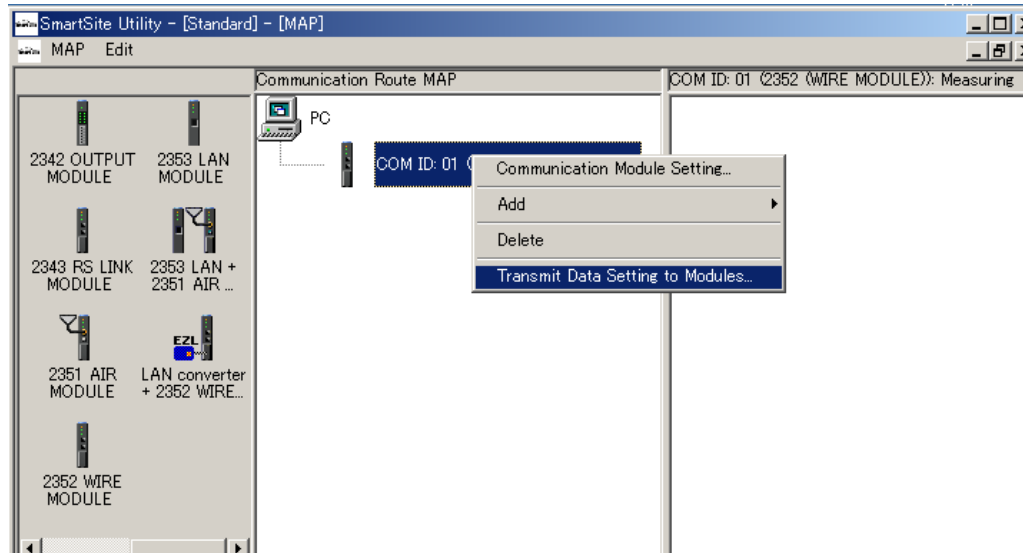 SmartSite Utility - [Standard] - [MAP]
MAP Edit
Communication Route MAP
COM ID: 01 (2352 (WIRE MODULE)): Measuring
PC
COM ID: 01 (
Communication Module Setting...
Add
Delete
Transmit Data Setting to Modules...
2342 OUTPUT
MODULE
2353 LAN
MODULE
2343 RS LINK
MODULE
2353 LAN +
2351 AIR ...
2351 AIR
MODULE
EZL
LAN converter
+ 2352 WIRE...
2352 WIRE
MODULE